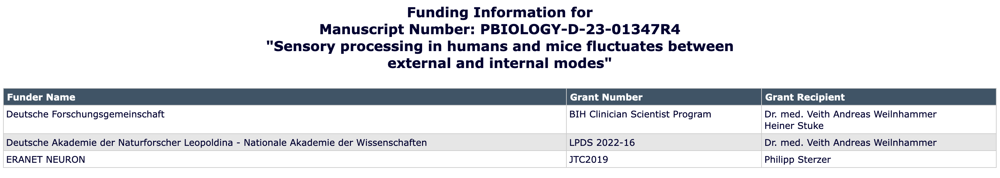 Funding Information for
Manuscript Number: PBIOLOGY-D-23-01347R4
"Sensory processing in humans and mice fluctuates between
external and internal modes"
Funder Name Grant Number Grant Recipient
Deutsche Forschungsgemeinschaft BIH Clinician Scientist Program Dr. med. Veith Andreas Weilnhammer
Heiner Stuke
Deutsche Akademie der Naturforscher Leopoldina - Nationale Akademie der Wissenschaften LPDS 2022-16 Dr. med. Veith Andreas Weilnhammer
ERANET NEURON JTC2019 Philipp Sterzer